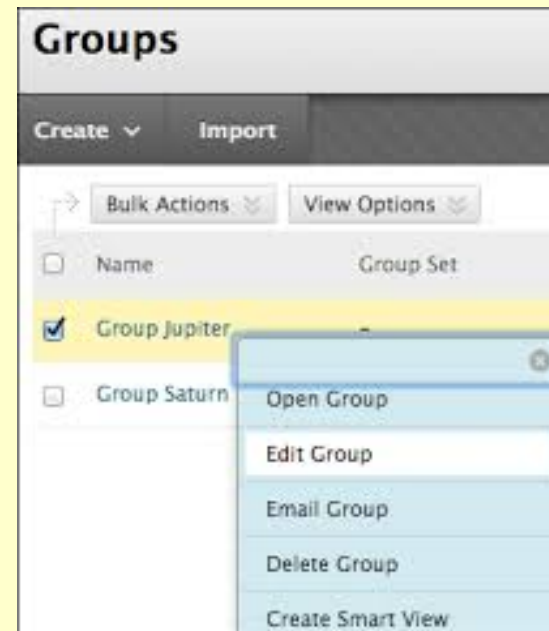 Groups
Create Import
Bulk Actions View Options
Name Group Set
Group Jupiter -
Group Saturn
Open Group
Edit Group
Email Group
Delete Group
Create Smart View